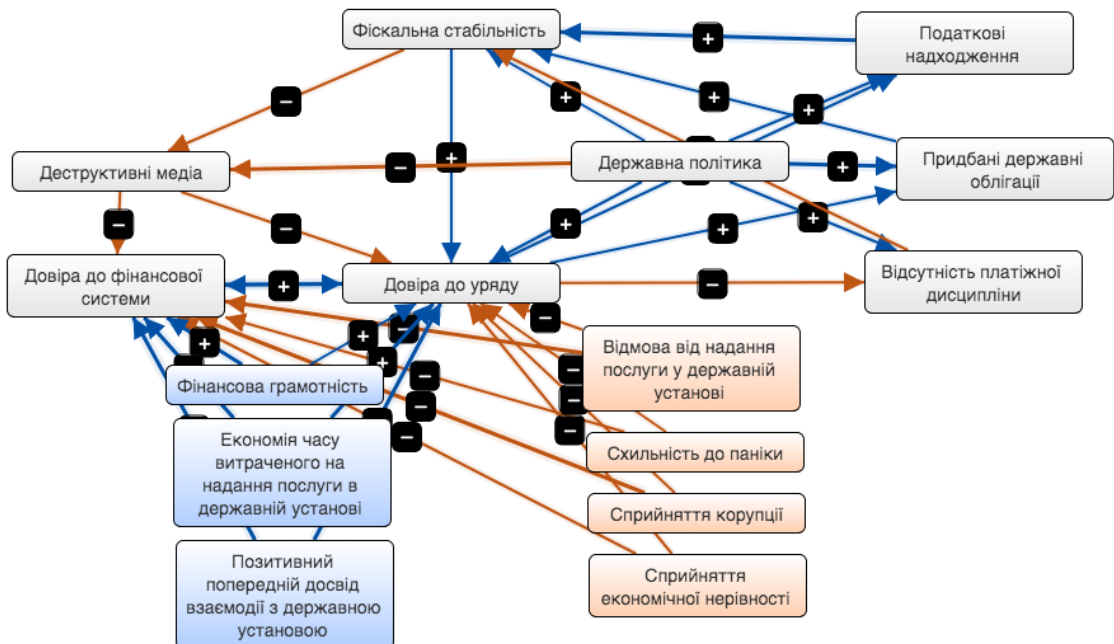 Фіскальна стабільність
Податкові
надходження
Деструктивні медіа
Державна політика
Придбані державні
облігації
Довіра до фінансової
системи
Довіра до уряду
Відсутність платіжної
дисципліни
Фінансова грамотність
Відмова від надання
послуги у державній
установі
Економія часу
витраченого на
надання послуги в
державній установі
Схильність до паніки
Сприйняття корупції
Позитивний
попередній досвід
взаємодії з державною
установою
Сприйняття
економічної нерівності